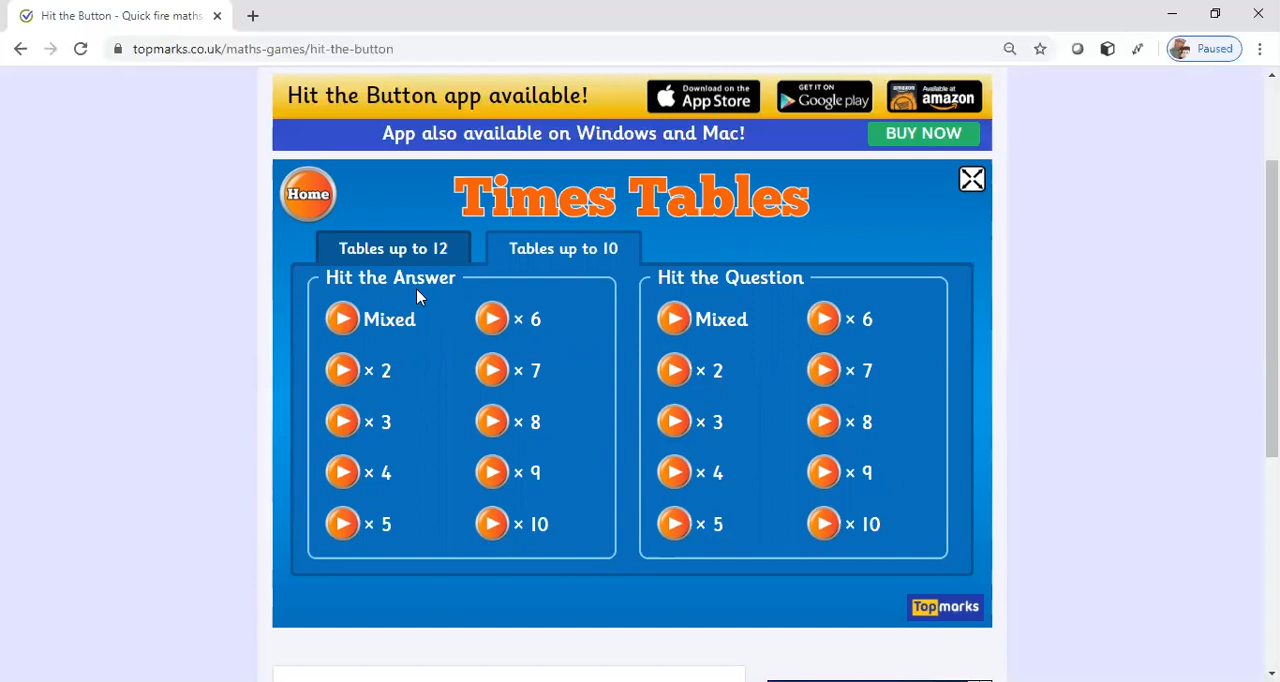 Hit the Button - Quick fire maths
topmarks.co.uk/maths-games/hit-the-button
Paused
Hit the Button app available!
Download on the App Store
GET IT ON Google play
Available at amazon
App also available on Windows and Mac!
BUY NOW
Home
Times Tables
Tables up to 12
Tables up to 10
Hit the Answer
Mixed
× 2
× 3
× 4
× 5
× 6
× 7
× 8
× 9
× 10
Hit the Question
Mixed
× 2
× 3
× 4
× 5
× 6
× 7
× 8
× 9
× 10
Topmarks